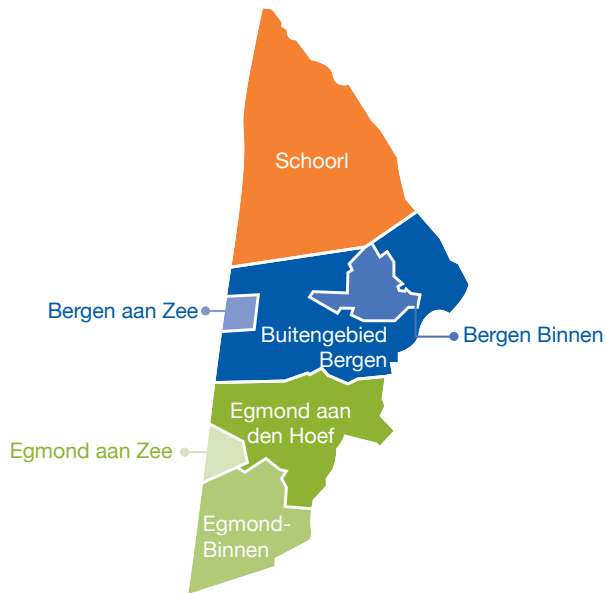 Schoorl
Bergen aan Zee
Buitengebied
Bergen
Bergen Binnen
Egmond aan
den Hoef
Egmond aan Zee
Egmond-
Binnen